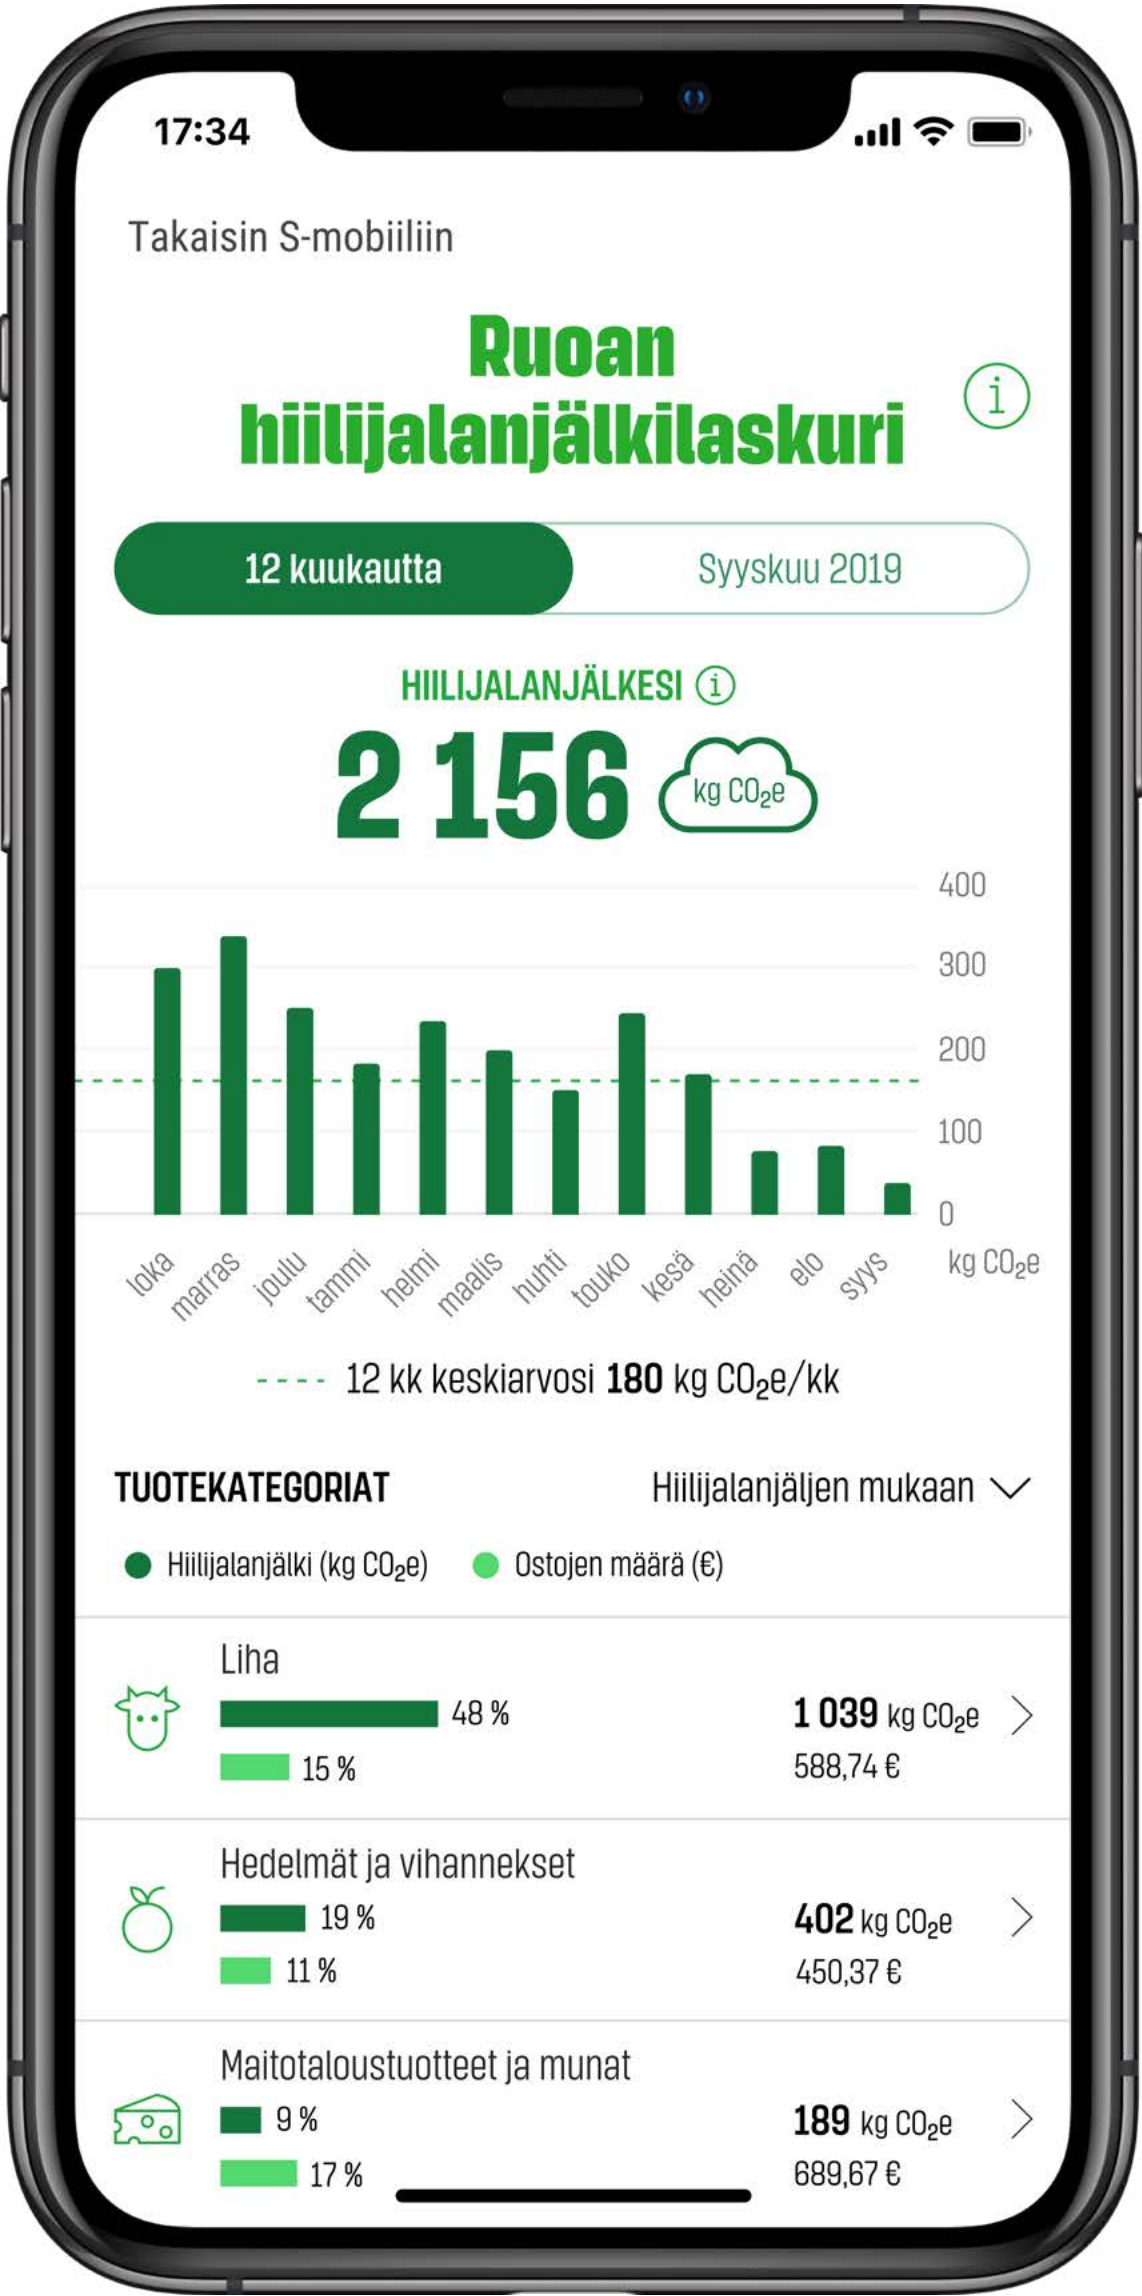 17:34
Takaisin S-mobiiliin
Ruoan
hiilijalanjälkilaskuri
i
12 kuukautta
Syyskuu 2019
HIILIJALANJÄLKESI i
2 156 kg CO₂e
400
300
200
100
0
loka marras joulu tammi helmi maalis huhti touko kesä heinä elo syys kg CO₂e
---- 12 kk keskiarvosi 180 kg CO₂e/kk
TUOTEKATEGORIAT Hiilijalanjäljen mukaan
Hiilijalanjälki (kg CO₂e) Ostojen määrä (€)
Liha
48 % 1 039 kg CO₂e
15 % 588,74 €
Hedelmät ja vihannekset
19 % 402 kg CO₂e
11 % 450,37 €
Maitotaloustuotteet ja munat
9 % 189 kg CO₂e
17 % 689,67 €